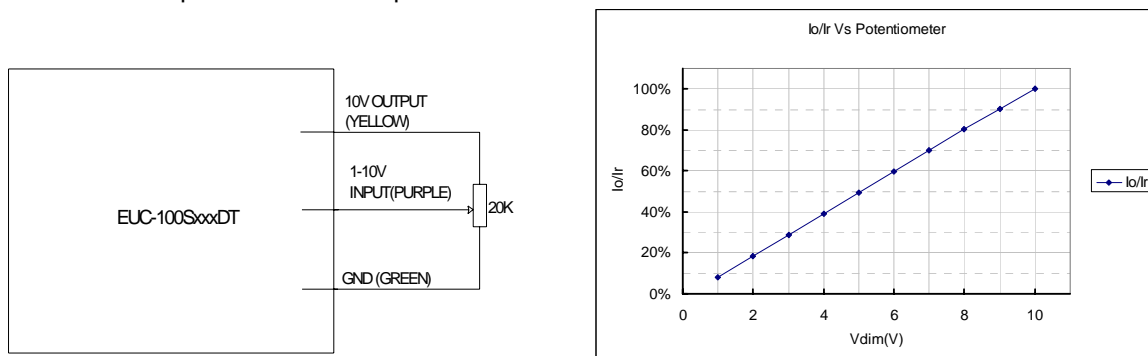 10V OUTPUT
(YELLOW)
1-10V
INPUT(PURPLE)
20K
EUC-100SxxxDT
GND (GREEN)
Io/Ir Vs Potentiometer
100%
80%
60%
40%
20%
0%
Io/Ir
0 2 4 6 8 10
Vdim(V)
Io/Ir